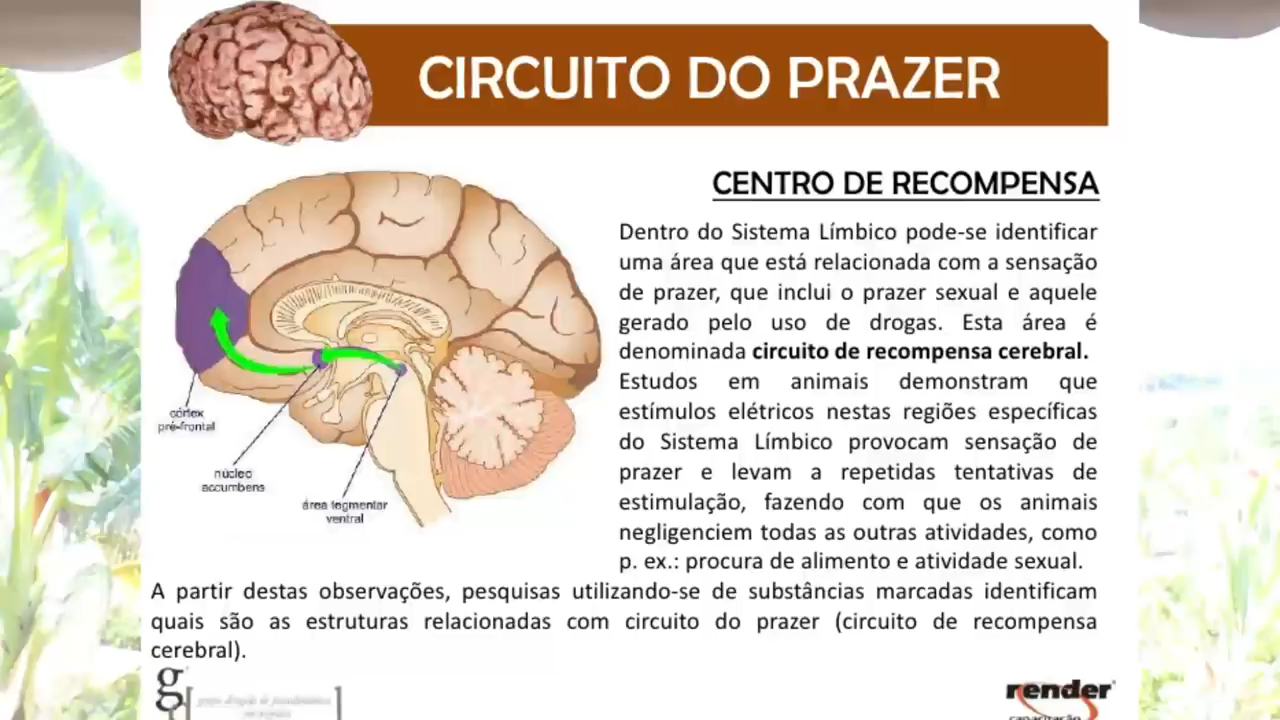 CIRCUITO DO PRAZER
CENTRO DE RECOMPENSA
Dentro do Sistema Límbico pode-se identificar
uma área que está relacionada com a sensação
de prazer, que inclui o prazer sexual e aquele
gerado pelo uso de drogas. Esta área é
denominada circuito de recompensa cerebral.
Estudos em animais demonstram que
estímulos elétricos nestas regiões específicas
do Sistema Límbico provocam sensação de
prazer e levam a repetidas tentativas de
estimulação, fazendo com que os animais
negligenciem todas as outras atividades, como
p. ex.: procura de alimento e atividade sexual.
córtex
pré-frontal
núcleo
accumbens
área tegmentar
ventral
A partir destas observações, pesquisas utilizando-se de substâncias marcadas identificam
quais são as estruturas relacionadas com circuito do prazer (circuito de recompensa
cerebral).
g
render
capacitação